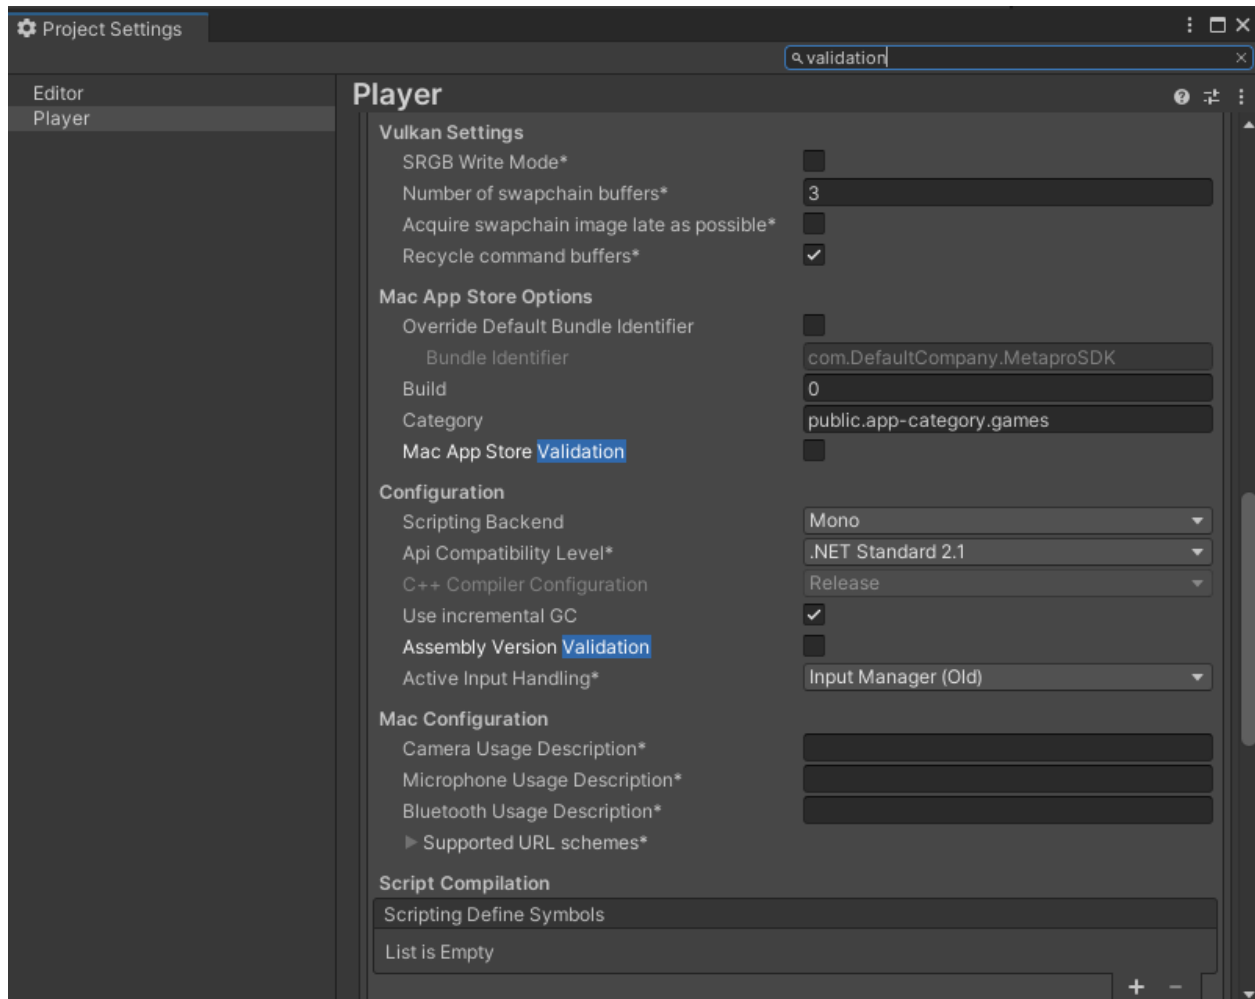 Project Settings
validation
Editor
Player
Player
Vulkan Settings
SRGB Write Mode*
Number of swapchain buffers* 3
Acquire swapchain image late as possible*
Recycle command buffers*
Mac App Store Options
Override Default Bundle Identifier
Bundle Identifier com.DefaultCompany.MetaproSDK
Build 0
Category public.app-category.games
Mac App Store Validation
Configuration
Scripting Backend Mono
Api Compatibility Level* .NET Standard 2.1
C++ Compiler Configuration Release
Use incremental GC
Assembly Version Validation
Active Input Handling* Input Manager (Old)
Mac Configuration
Camera Usage Description*
Microphone Usage Description*
Bluetooth Usage Description*
Supported URL schemes*
Script Compilation
Scripting Define Symbols
List is Empty